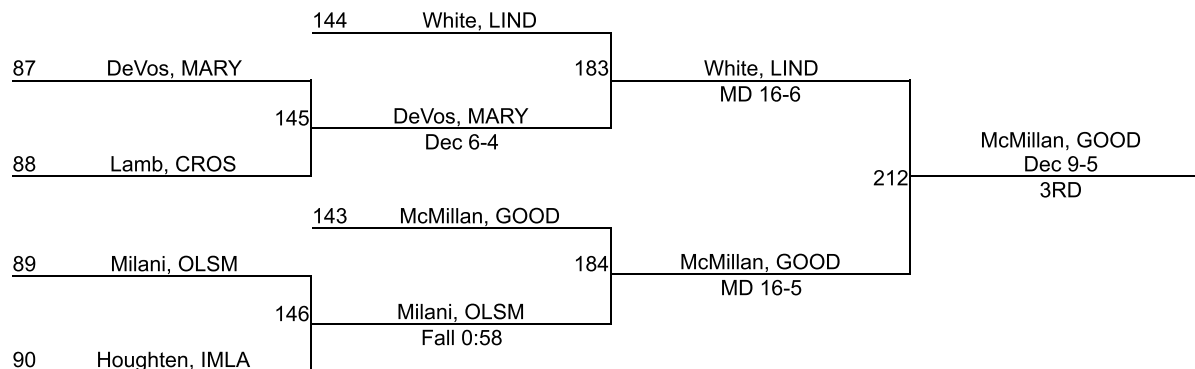 144 White, LIND
87 DeVos, MARY
183 White, LIND
MD 16-6
145 DeVos, MARY
Dec 6-4
88 Lamb, CROS
McMillan, GOOD
Dec 9-5
212
3RD
143 McMillan, GOOD
89 Milani, OLSM
184 McMillan, GOOD
MD 16-5
146 Milani, OLSM
Fall 0:58
90 Houghten, IMLA